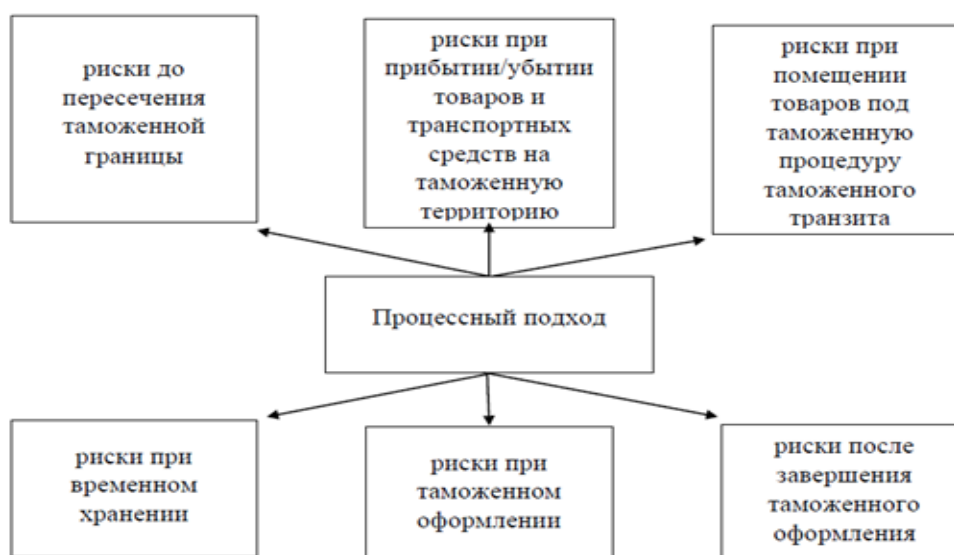 риски до
пересечения
таможенной
границы
риски при
прибытии/убытии
товаров и
транспортных
средств на
таможенную
территорию
риски при
помещении
товаров под
таможенную
процедуру
таможенного
транзита
Процессный подход
риски при
временном
хранении
риски при
таможенном
оформлении
риски после
завершения
таможенного
оформления